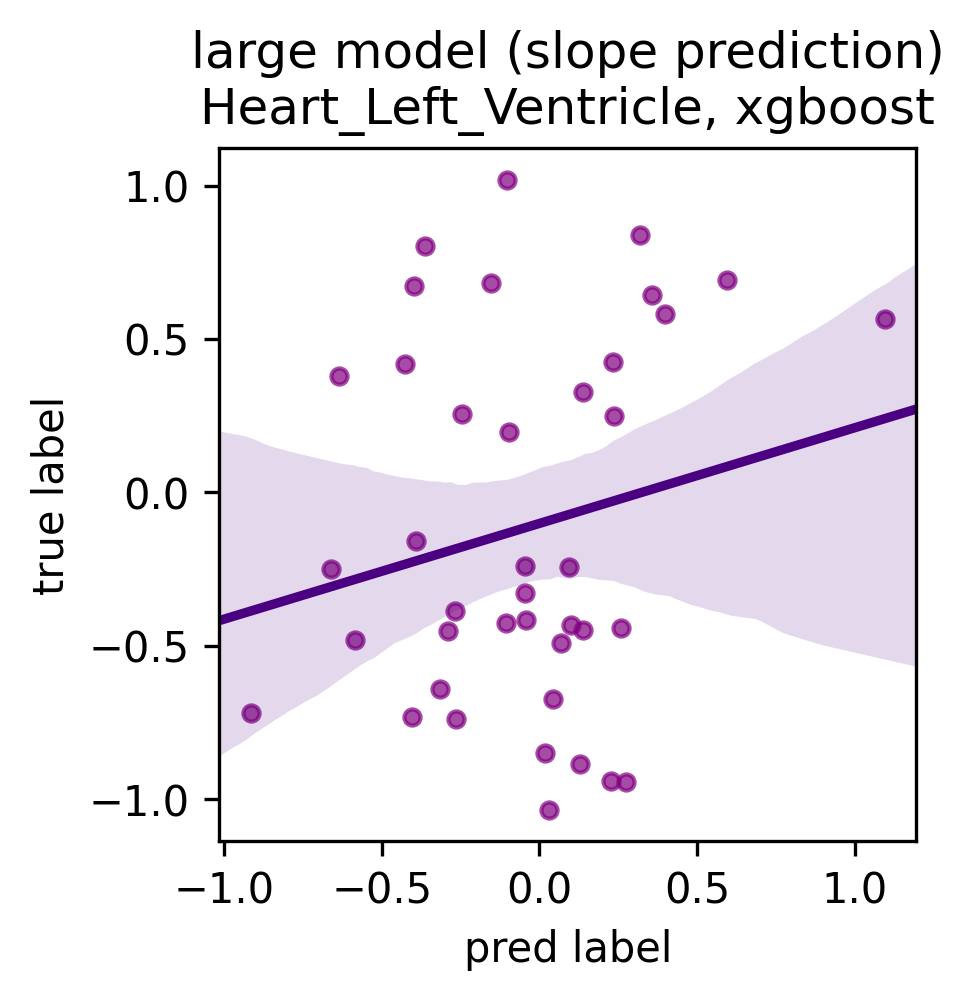 large model (slope prediction)
Heart_Left_Ventricle, xgboost
1.0
0.5
0.0
−0.5
−1.0
true label
−1.0 −0.5 0.0 0.5 1.0
pred label